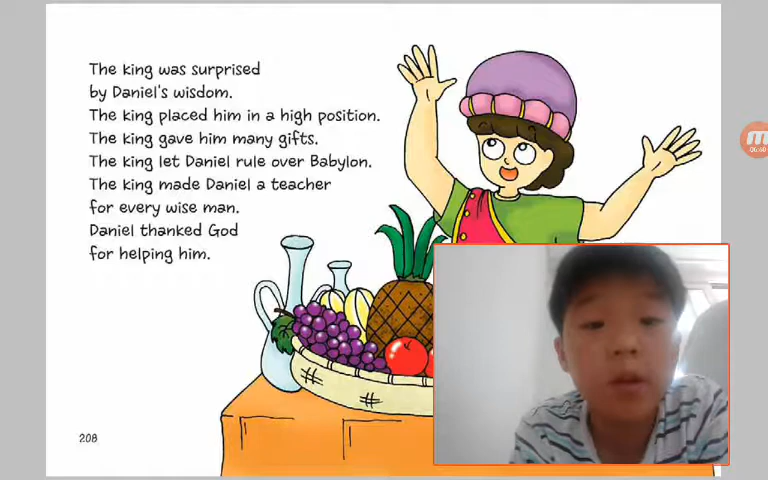 The king was surprised
by Daniel's wisdom.
The king placed him in a high position.
The king gave him many gifts.
The king let Daniel rule over Babylon.
The king made Daniel a teacher
for every wise man.
Daniel thanked God
for helping him.
208